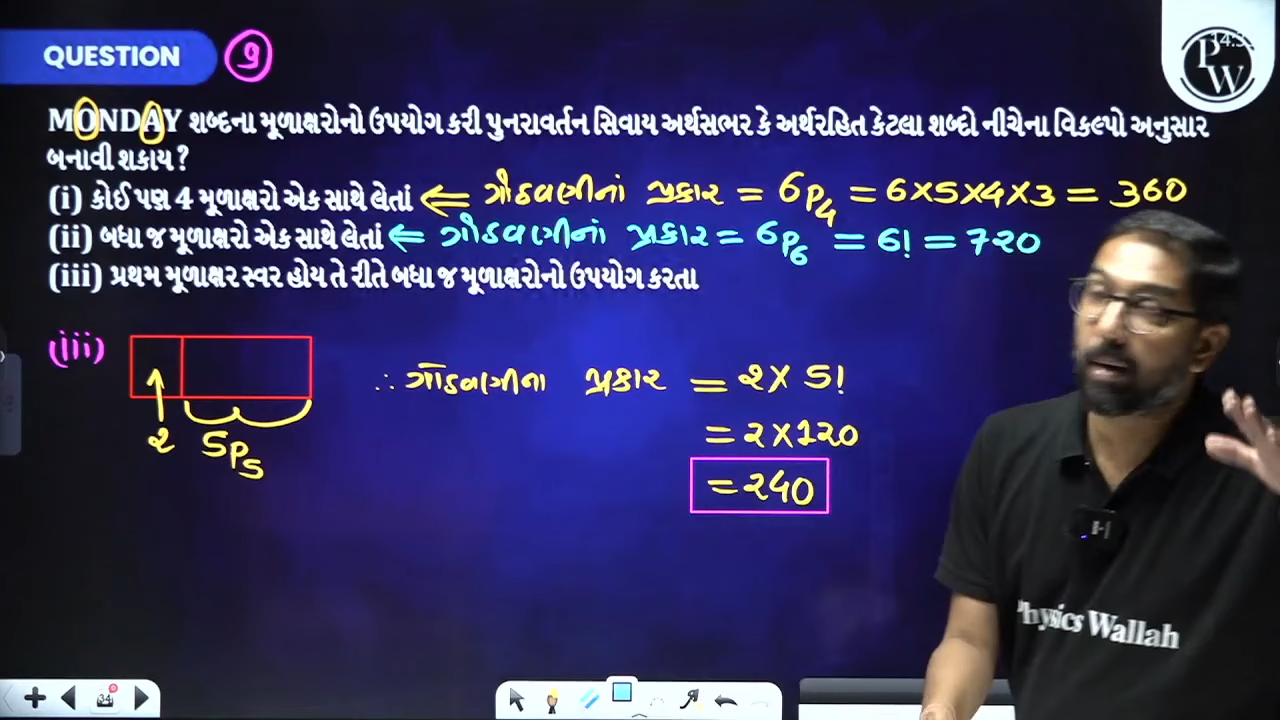 QUESTION 9
PW
MONDAY શબ્દના મૂળાક્ષરોનો ઉપયોગ કરી પુનરાવર્તન સિવાય અર્થસભર કે અર્થરહિત કેટલા શબ્દો નીચેના વિકલ્પો અનુસાર
બનાવી શકાય ?
(i) કોઈ પણ 4 મૂળાક્ષરો એક સાથે લેતાં ⇐ ગોઠવણીનાં પ્રકાર = 6P4 = 6×5×4×3 = 360
(ii) બધા જ મૂળાક્ષરો એક સાથે લેતાં ⇐ ગોઠવણીનાં પ્રકાર = 6P6 = 6! = 720
(iii) પ્રથમ મૂળાક્ષર સ્વર હોય તે રીતે બધા જ મૂળાક્ષરોનો ઉપયોગ કરતા
(iii)
∴ ગોઠવણીના પ્રકાર = 2 × 5!
= 2 × 120
= 240
2 5P5
Physics Wallah
34